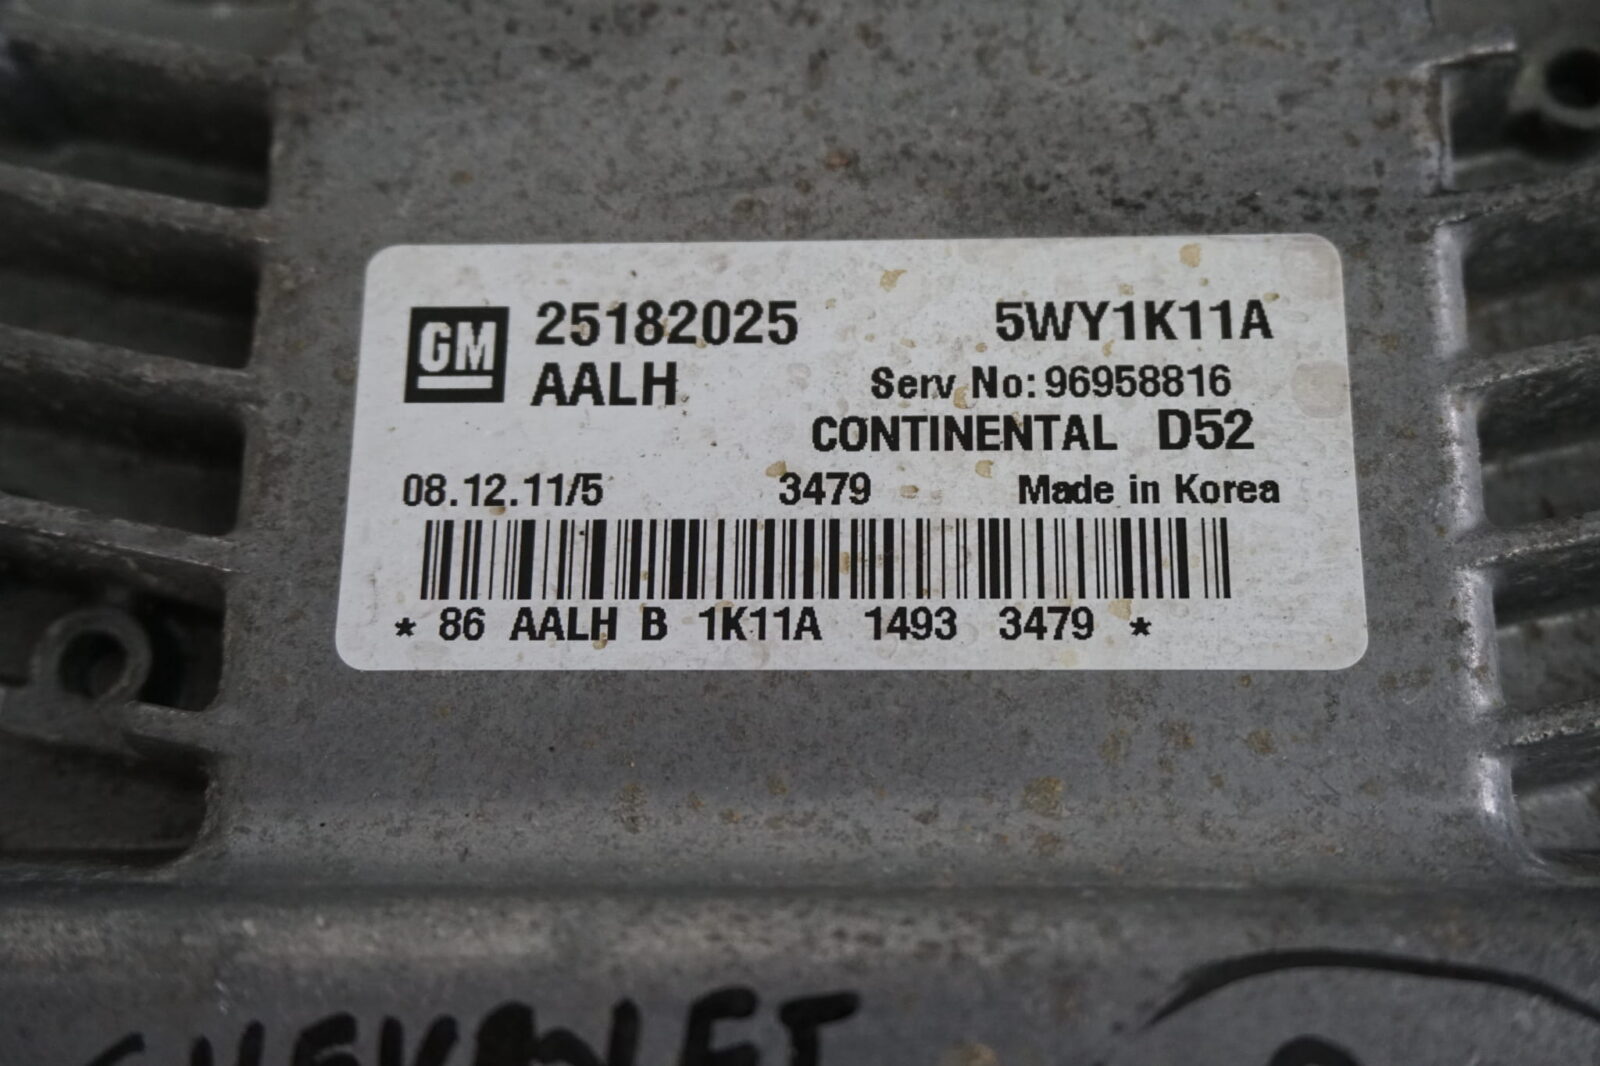 GM 25182025 5WY1K11A
AALH Serv No: 96958816
CONTINENTAL D52
08.12.11/5 3479 Made in Korea
* 86 AALH B 1K11A 1493 3479 *
CHEVROLET